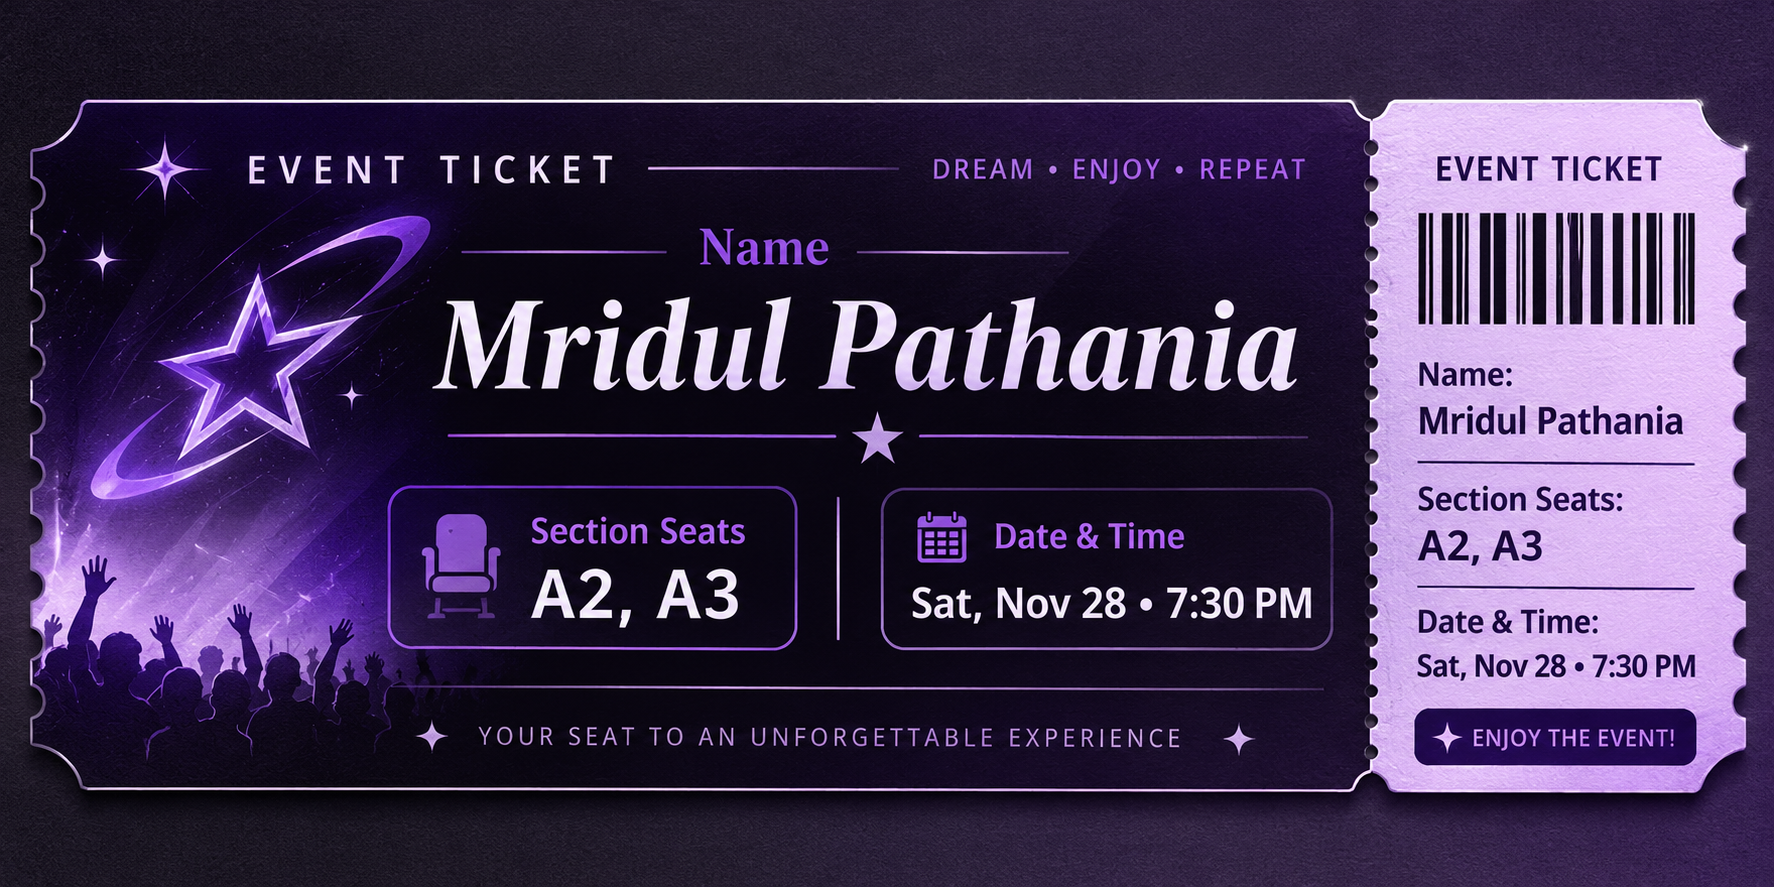 EVENT TICKET
DREAM • ENJOY • REPEAT
Name
Mridul Pathania
Section Seats
A2, A3
Date & Time
Sat, Nov 28 • 7:30 PM
YOUR SEAT TO AN UNFORGETTABLE EXPERIENCE
EVENT TICKET
Name:
Mridul Pathania
Section Seats:
A2, A3
Date & Time:
Sat, Nov 28 • 7:30 PM
ENJOY THE EVENT!